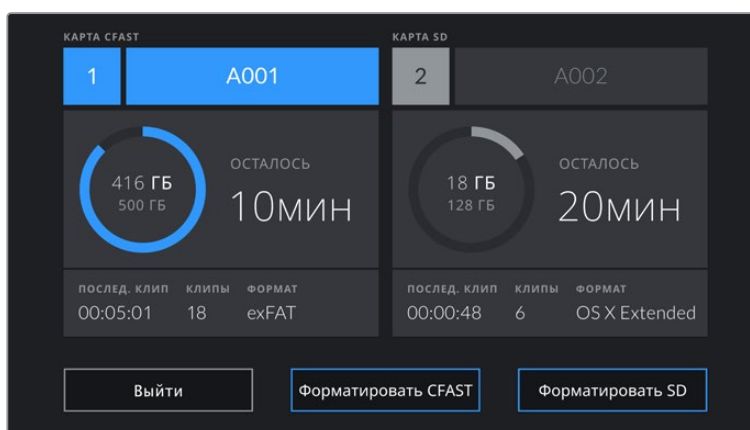 КАРТА CFAST
1 A001
416 ГБ
500 ГБ
ОСТАЛОСЬ
10мин
ПОСЛЕД. КЛИП КЛИПЫ ФОРМАТ
00:05:01 18 exFAT
КАРТА SD
2 A002
18 ГБ
128 ГБ
ОСТАЛОСЬ
20мин
ПОСЛЕД. КЛИП КЛИПЫ ФОРМАТ
00:00:48 6 OS X Extended
Выйти
Форматировать CFAST
Форматировать SD